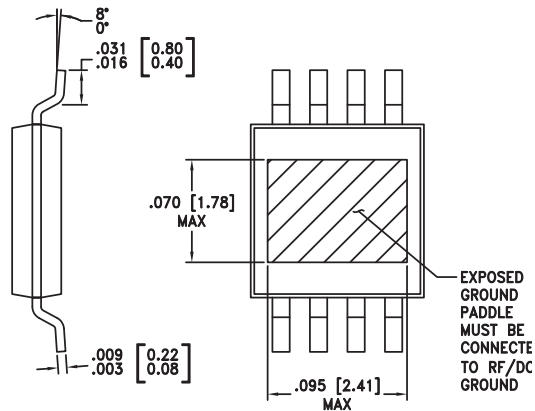 8°
0°
.031 [0.80]
.016 [0.40]
.070 [1.78]
MAX
EXPOSED
GROUND
PADDLE
MUST BE
CONNECTE
TO RF/DC
GROUND
.009 [0.22]
.003 [0.08]
.095 [2.41]
MAX